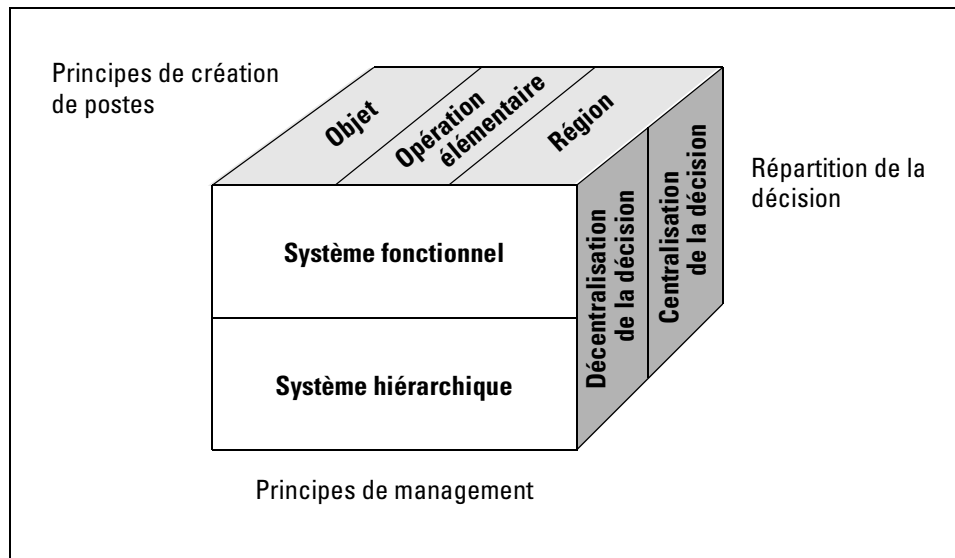 Principes de création
de postes
Objet
Opération
élémentaire
Région
Répartition de la
décision
Système fonctionnel
Système hiérarchique
Décentralisation
de la décision
Centralisation
de la décision
Principes de management